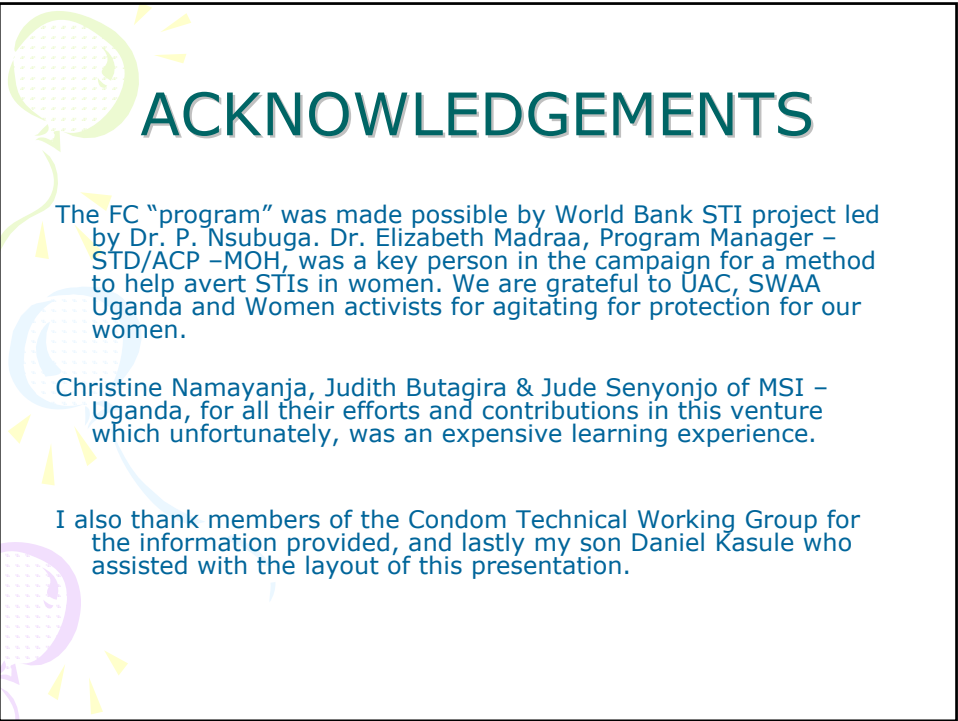 ACKNOWLEDGEMENTS
The FC “program” was made possible by World Bank STI project led
by Dr. P. Nsubuga. Dr. Elizabeth Madraa, Program Manager –
STD/ACP –MOH, was a key person in the campaign for a method
to help avert STIs in women. We are grateful to UAC, SWAA
Uganda and Women activists for agitating for protection for our
women.
Christine Namayanja, Judith Butagira & Jude Senyonjo of MSI –
Uganda, for all their efforts and contributions in this venture
which unfortunately, was an expensive learning experience.
I also thank members of the Condom Technical Working Group for
the information provided, and lastly my son Daniel Kasule who
assisted with the layout of this presentation.